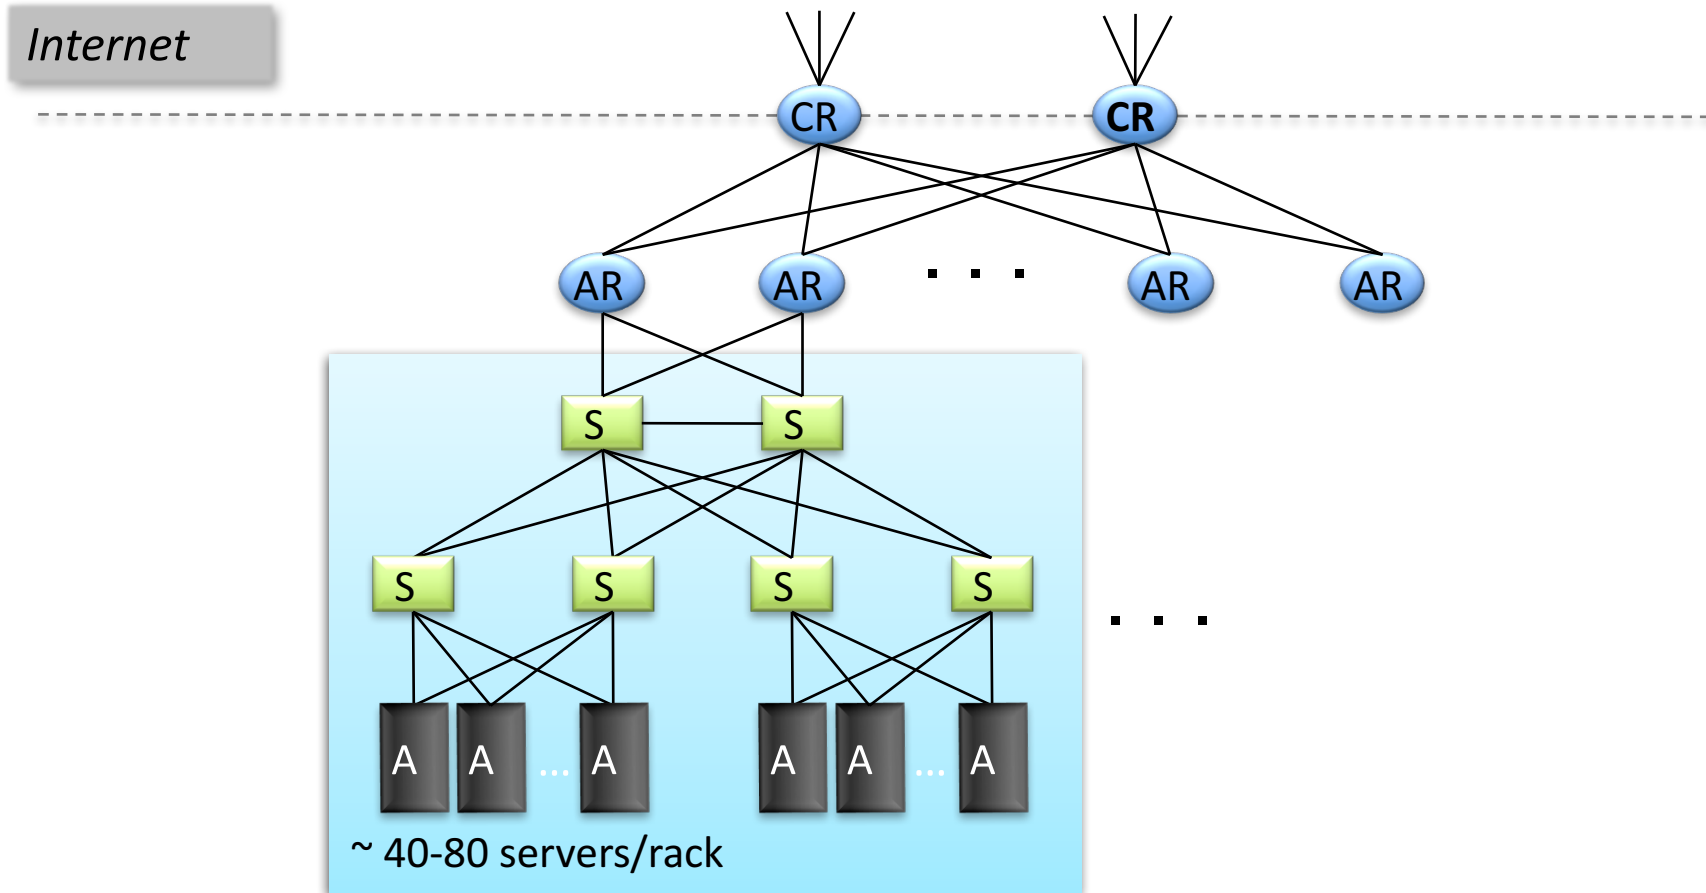 Internet
CR CR
AR AR . . . AR AR
S S
S S S S
. . .
A A ... A A A ... A
~ 40-80 servers/rack